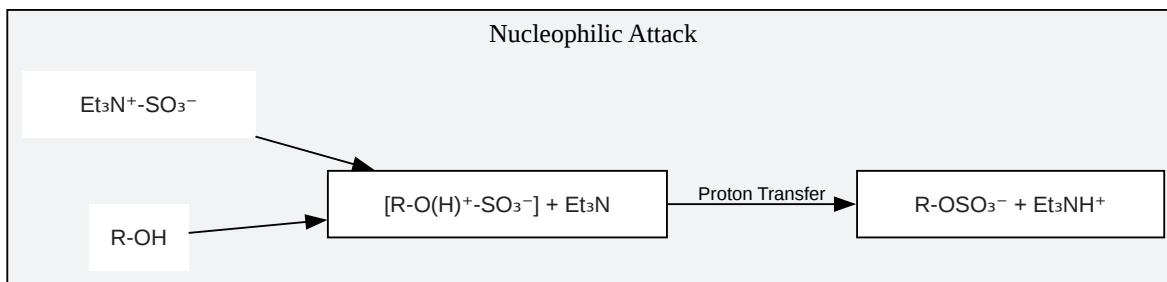 Nucleophilic Attack
Et₃N⁺-SO₃⁻
R-OH
[R-O(H)⁺-SO₃⁻] + Et₃N
Proton Transfer
R-OSO₃⁻ + Et₃NH⁺